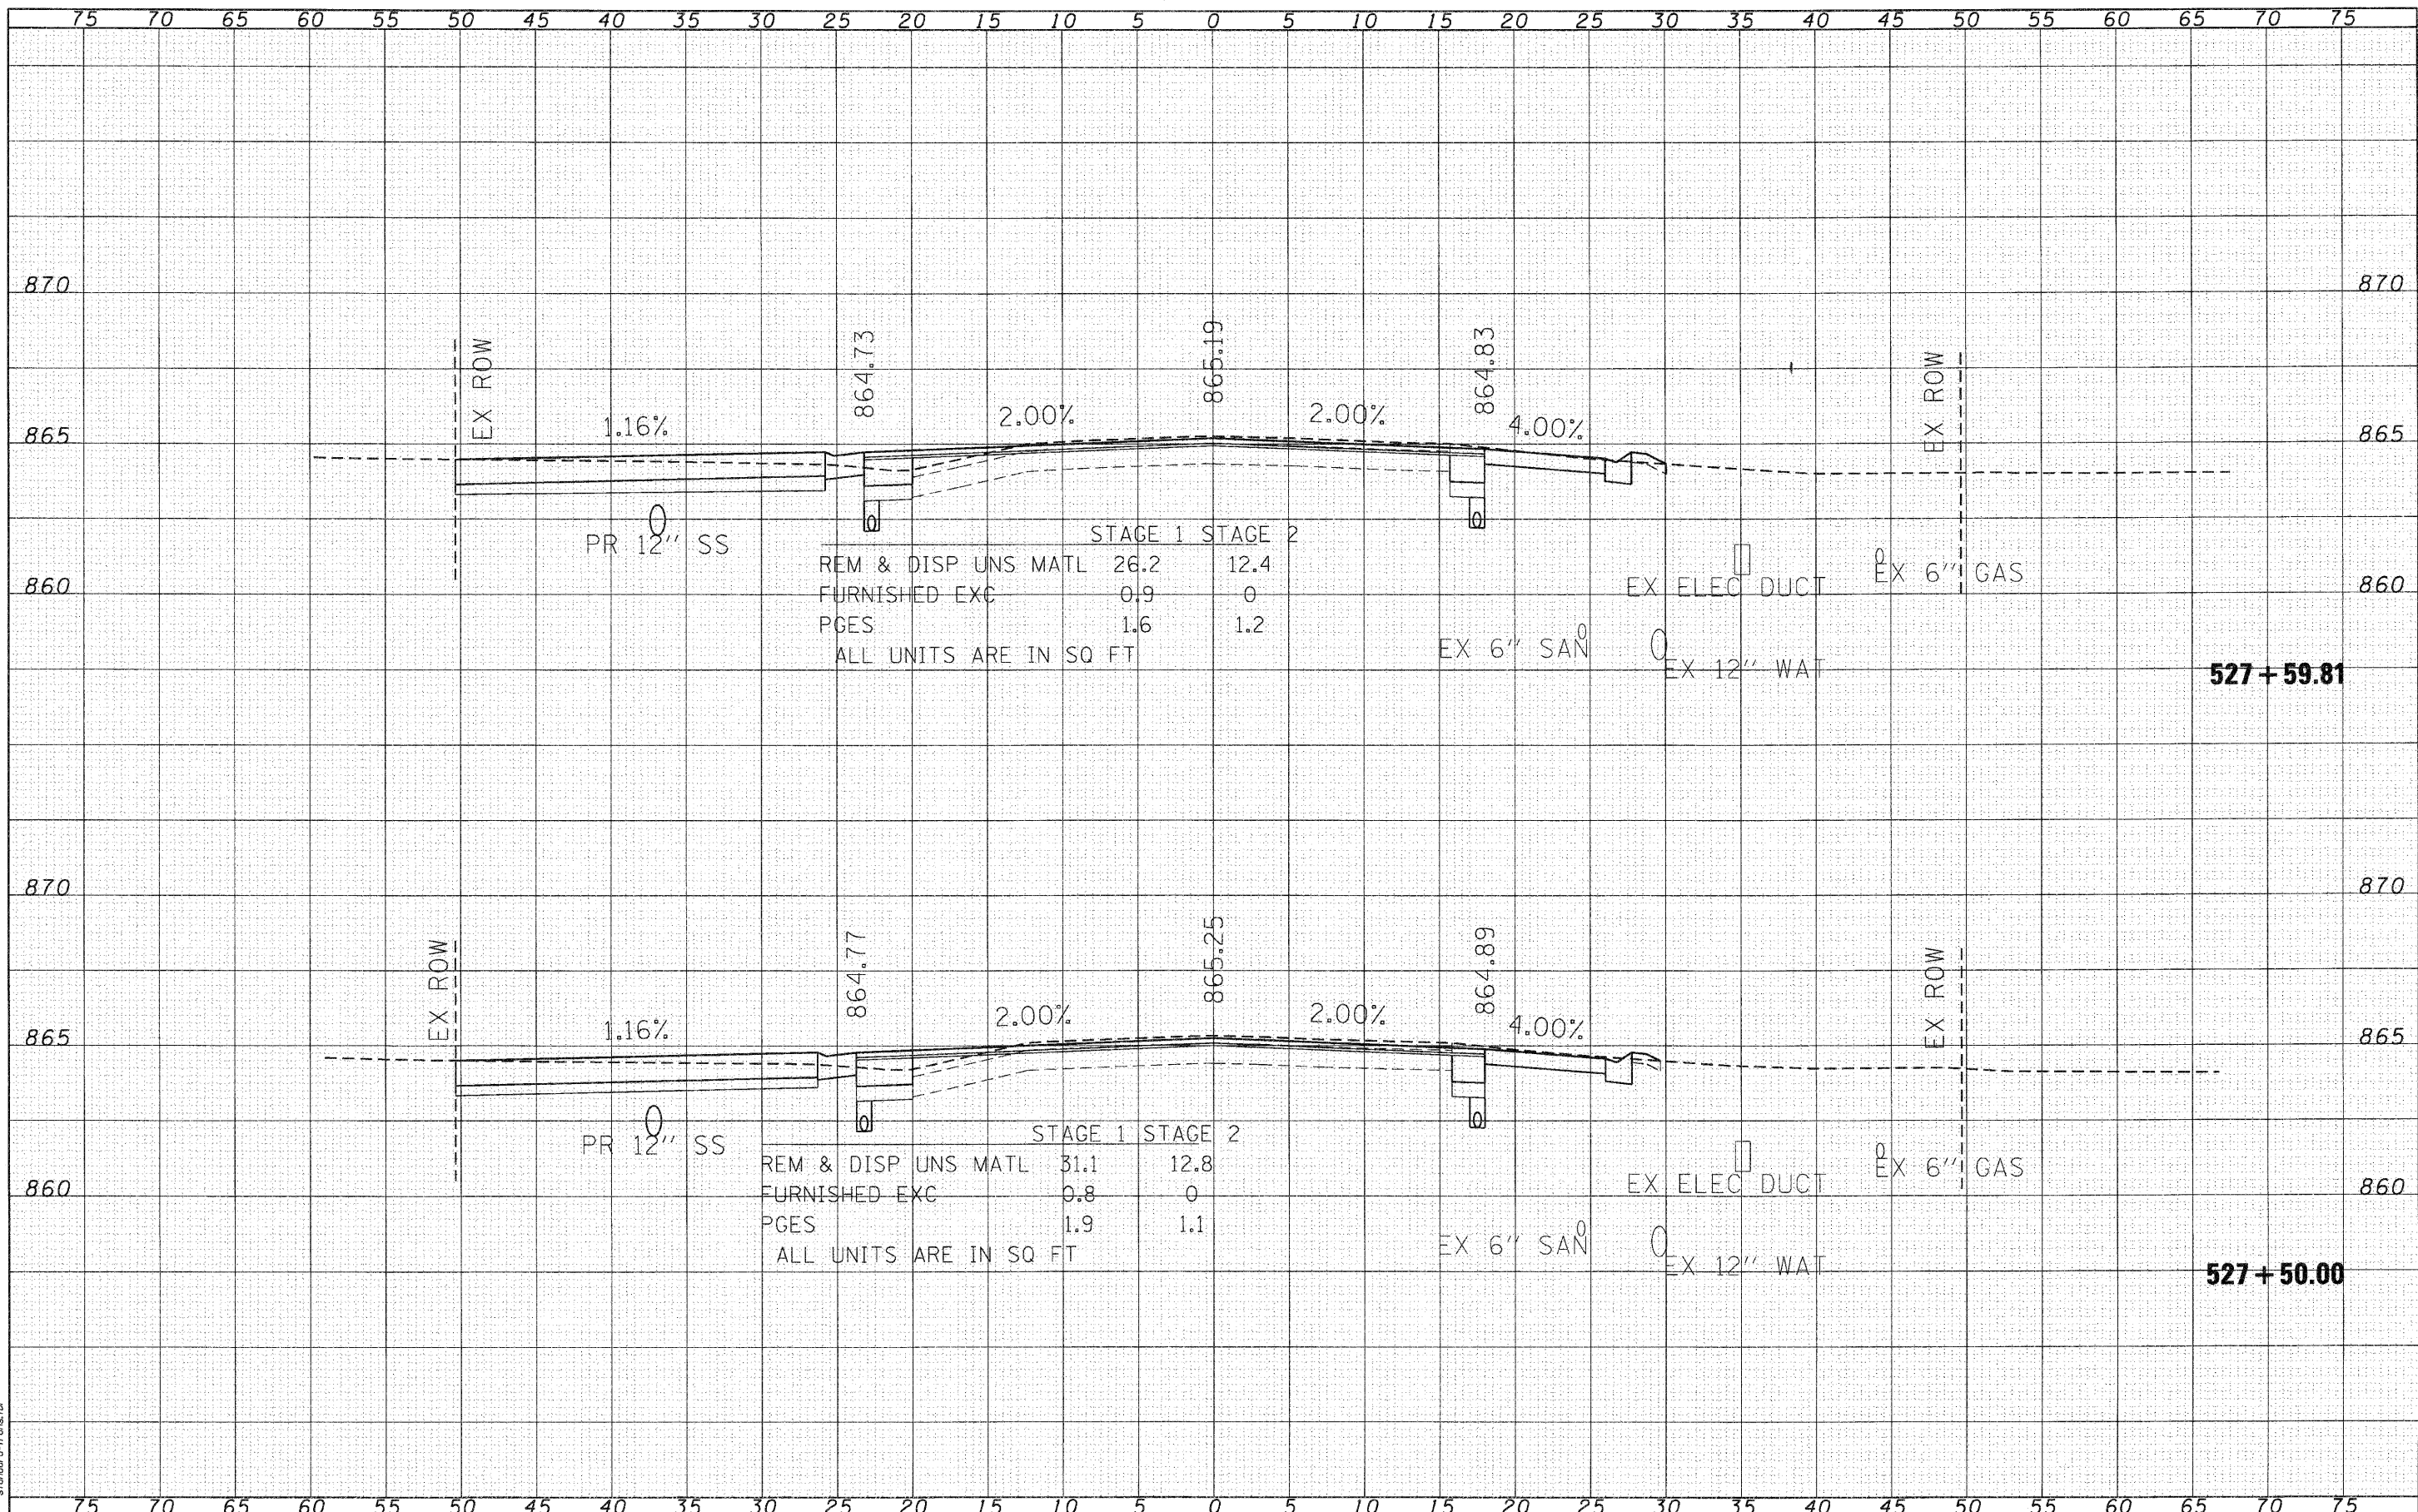 75 70 65 60 55 50 45 40 35 30 25 20 15 10 5 0 5 10 15 20 25 30 35 40 45 50 55 60 65 70 75
870 870
EX ROW
864.73
865.19
864.83
EX ROW
1.16% 2.00% 2.00% 4.00%
865 865
PR 12" SS
STAGE 1 STAGE 2
REM & DISP UNS MATL 26.2 12.4
FURNISHED EXC 0.9 0
PGES 1.6 1.2
ALL UNITS ARE IN SQ FT
EX ELEC DUCT
EX 6" GAS
860 860
EX 6" SAN
EX 12" WAT
527+59.81
870 870
EX ROW
864.77
865.25
864.89
EX ROW
1.16% 2.00% 2.00% 4.00%
865 865
PR 12" SS
STAGE 1 STAGE 2
REM & DISP UNS MATL 31.1 12.8
FURNISHED EXC 0.8 0
PGES 1.9 1.1
ALL UNITS ARE IN SQ FT
EX ELEC DUCT
EX 6" GAS
860 860
EX 6" SAN
EX 12" WAT
527+50.00
75 70 65 60 55 50 45 40 35 30 25 20 15 10 5 0 5 10 15 20 25 30 35 40 45 50 55 60 65 70 75